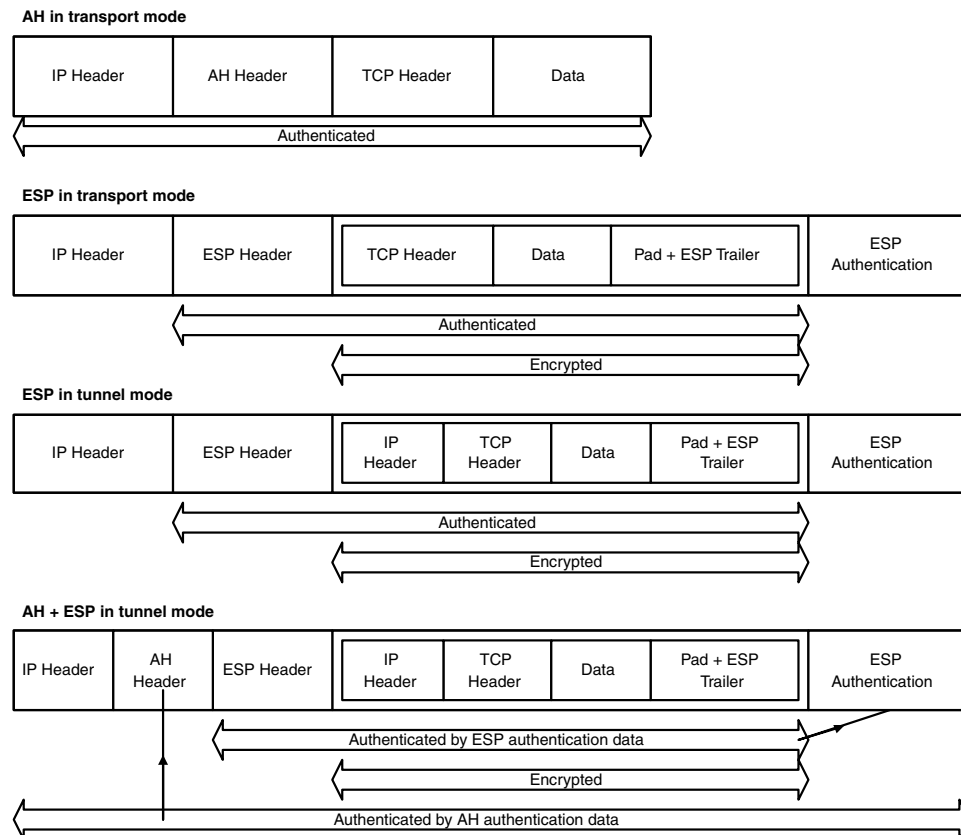 AH in transport mode
IP Header
AH Header
TCP Header
Data
Authenticated
ESP in transport mode
IP Header
ESP Header
TCP Header
Data
Pad + ESP Trailer
ESP
Authentication
Authenticated
Encrypted
ESP in tunnel mode
IP Header
ESP Header
IP
Header
TCP
Header
Data
Pad + ESP
Trailer
ESP
Authentication
Authenticated
Encrypted
AH + ESP in tunnel mode
IP Header
AH
Header
ESP Header
IP
Header
TCP
Header
Data
Pad + ESP
Trailer
ESP
Authentication
Authenticated by ESP authentication data
Encrypted
Authenticated by AH authentication data